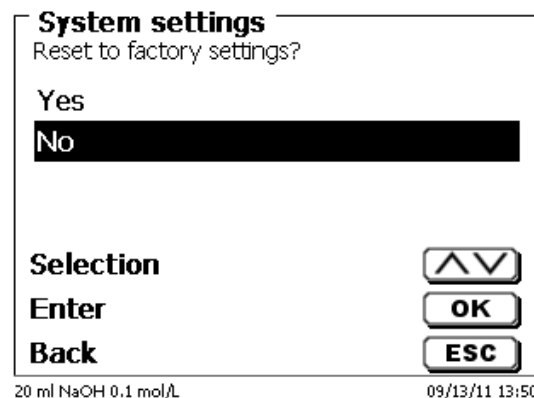 System settings
Reset to factory settings?
Yes
No
Selection
Enter OK
Back ESC
20 ml NaOH 0.1 mol/L 09/13/11 13:50